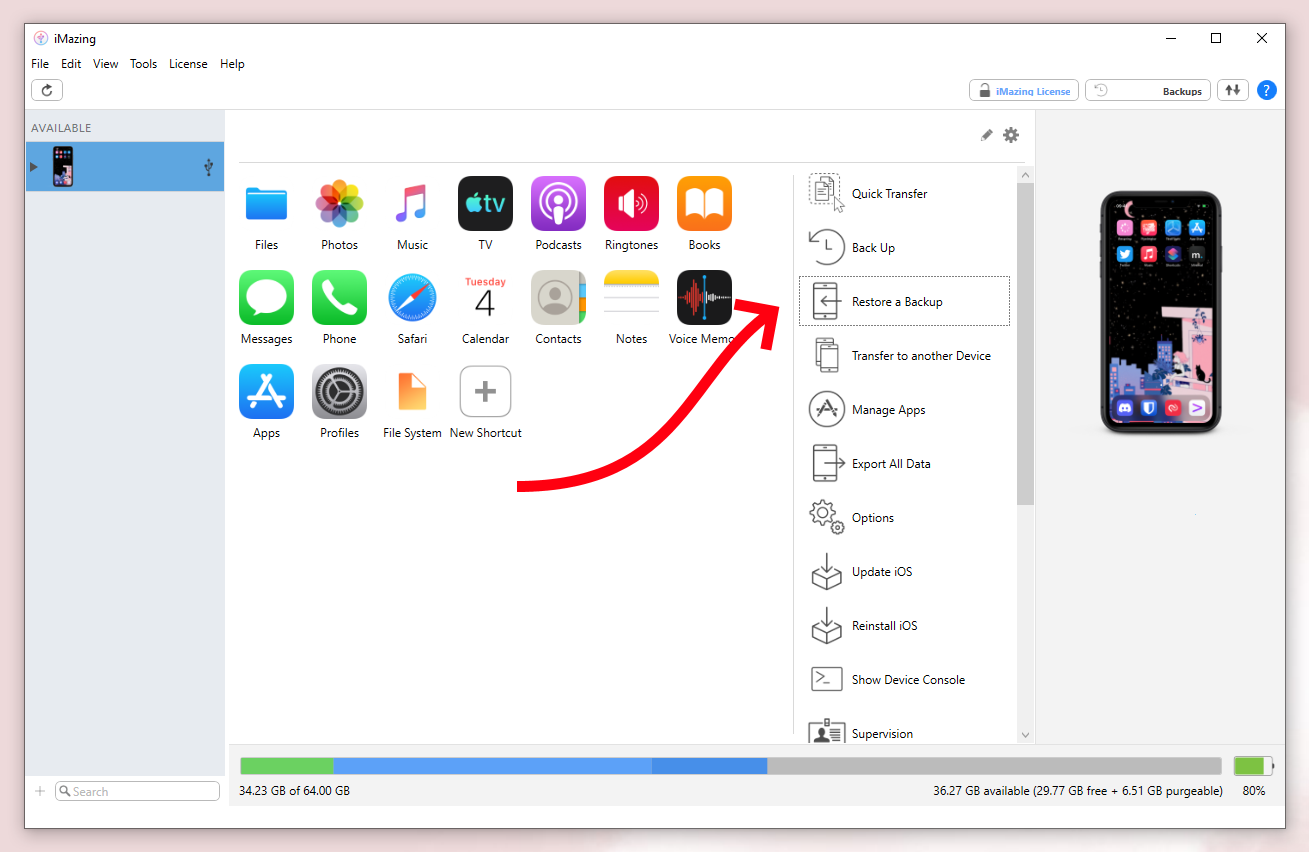 iMazing
File Edit View Tools License Help
iMazing License
Backups
?
AVAILABLE
tv
Files Photos Music TV Podcasts Ringtones Books
Tuesday
4
Messages Phone Safari Calendar Contacts Notes Voice Memo
Apps Profiles File System New Shortcut
Quick Transfer
Back Up
Restore a Backup
Transfer to another Device
Manage Apps
Export All Data
Options
Update iOS
Reinstall iOS
Show Device Console
Supervision
m.
Search
34.23 GB of 64.00 GB
36.27 GB available (29.77 GB free + 6.51 GB purgeable)
80%